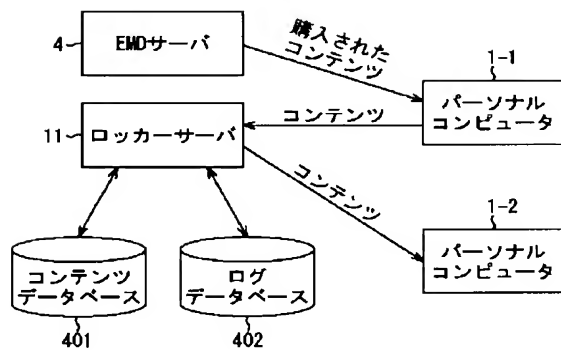 4
EMDサーバ
購入された
コンテンツ
1-1
パーソナル
コンピュータ
コンテンツ
11
ロッカーサーバ
コンテンツ
1-2
パーソナル
コンピュータ
コンテンツ
データベース
401
ログ
データベース
402